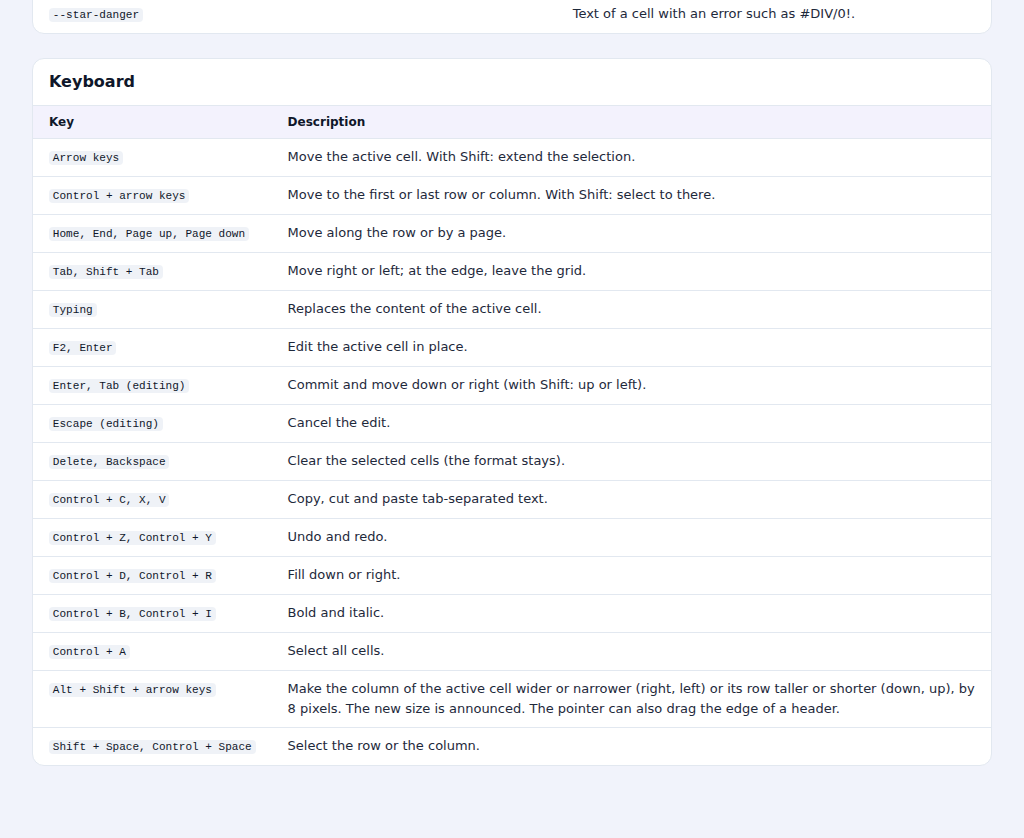 --star-danger Text of a cell with an error such as #DIV/0!.
Keyboard
Key Description
Arrow keys Move the active cell. With Shift: extend the selection.
Control + arrow keys Move to the first or last row or column. With Shift: select to there.
Home, End, Page up, Page down Move along the row or by a page.
Tab, Shift + Tab Move right or left; at the edge, leave the grid.
Typing Replaces the content of the active cell.
F2, Enter Edit the active cell in place.
Enter, Tab (editing) Commit and move down or right (with Shift: up or left).
Escape (editing) Cancel the edit.
Delete, Backspace Clear the selected cells (the format stays).
Control + C, X, V Copy, cut and paste tab-separated text.
Control + Z, Control + Y Undo and redo.
Control + D, Control + R Fill down or right.
Control + B, Control + I Bold and italic.
Control + A Select all cells.
Alt + Shift + arrow keys Make the column of the active cell wider or narrower (right, left) or its row taller or shorter (down, up), by
8 pixels. The new size is announced. The pointer can also drag the edge of a header.
Shift + Space, Control + Space Select the row or the column.